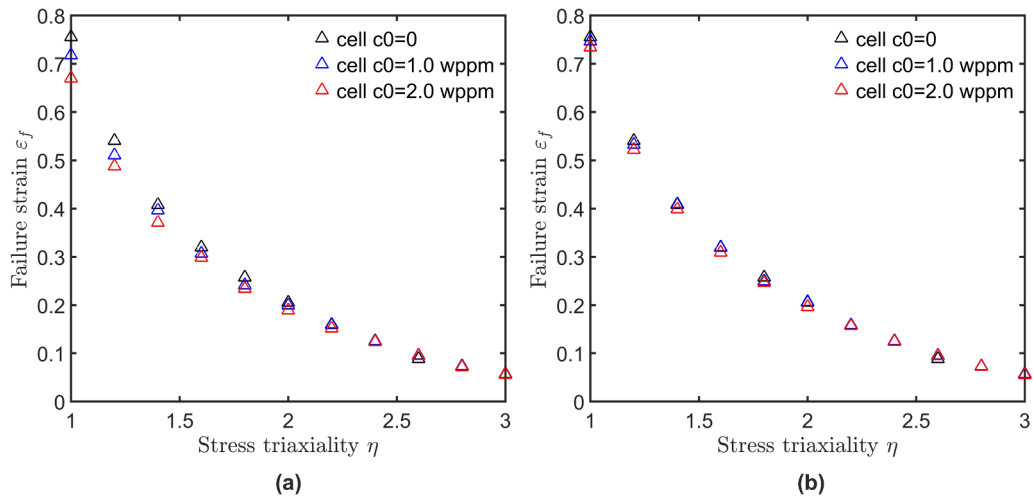 0.8
0.7
0.6
0.5
0.4
0.3
0.2
0.1
0
Failure strain εf
cell c0=0
cell c0=1.0 wppm
cell c0=2.0 wppm
1 1.5 2 2.5 3
Stress triaxiality η
(a)
0.8
0.7
0.6
0.5
0.4
0.3
0.2
0.1
0
Failure strain εf
cell c0=0
cell c0=1.0 wppm
cell c0=2.0 wppm
1 1.5 2 2.5 3
Stress triaxiality η
(b)